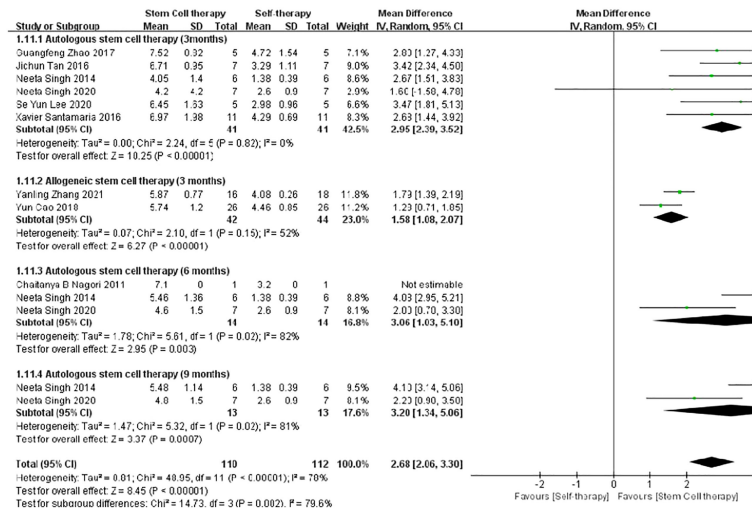 Stem Cell therapy Self-therapy Mean Difference Mean Difference
Study or Subgroup Mean SD Total Mean SD Total Weight IV, Random, 95% CI IV, Random, 95% CI
1.11.1 Autologous stem cell therapy (3months)
Guangfeng Zhao 2017 7.52 0.92 5 4.72 1.54 5 7.1% 2.80 [1.27, 4.33]
Jichun Tan 2016 6.71 0.95 7 3.29 1.11 7 9.4% 3.42 [2.34, 4.50]
Neeta Singh 2014 4.05 1.4 6 1.38 0.39 6 9.0% 2.67 [1.51, 3.83]
Neeta Singh 2020 4.2 4.2 7 2.6 0.9 7 1.60 [-1.58, 4.78]
Se Yun Lee 2020 6.45 1.63 5 2.98 0.96 5 3.47 [1.81, 5.13]
Xavier Santamaria 2016 6.97 1.98 11 4.29 0.69 11 8.3% 2.68 [1.44, 3.92]
Subtotal (95% CI) 41 41 42.5% 2.95 [2.39, 3.52]
Heterogeneity: Tau² = 0.00; Chi² = 2.24, df = 5 (P = 0.82); I² = 0%
Test for overall effect: Z = 10.25 (P < 0.00001)
1.11.2 Allogeneic stem cell therapy (3 months)
Yanling Zhang 2021 5.87 0.77 16 4.08 0.26 18 11.8% 1.79 [1.39, 2.19]
Yun Cao 2018 5.74 1.2 26 4.46 0.85 26 11.2% 1.28 [0.71, 1.85]
Subtotal (95% CI) 42 44 23.0% 1.58 [1.08, 2.07]
Heterogeneity: Tau² = 0.07; Chi² = 2.10, df = 1 (P = 0.15); I² = 52%
Test for overall effect: Z = 6.27 (P < 0.00001)
1.11.3 Autologous stem cell therapy (6 months)
Chaitanya B Nagori 2011 7.1 0 1 3.2 0 1 Not estimable
Neeta Singh 2014 5.46 1.36 6 1.38 0.39 6 8.8% 4.08 [2.95, 5.21]
Neeta Singh 2020 4.6 1.5 7 2.6 0.9 7 8.1% 2.00 [0.70, 3.30]
Subtotal (95% CI) 14 14 16.8% 3.06 [1.03, 5.10]
Heterogeneity: Tau² = 1.78; Chi² = 5.61, df = 1 (P = 0.02); I² = 82%
Test for overall effect: Z = 2.95 (P = 0.003)
1.11.4 Autologous stem cell therapy (9 months)
Neeta Singh 2014 5.48 1.14 6 1.38 0.39 6 9.5% 4.10 [3.14, 5.06]
Neeta Singh 2020 4.8 1.5 7 2.6 0.9 7 8.1% 2.20 [0.90, 3.50]
Subtotal (95% CI) 13 13 17.6% 3.20 [1.34, 5.06]
Heterogeneity: Tau² = 1.47; Chi² = 5.32, df = 1 (P = 0.02); I² = 81%
Test for overall effect: Z = 3.37 (P = 0.0007)
Total (95% CI) 110 112 100.0% 2.68 [2.06, 3.30]
Heterogeneity: Tau² = 0.81; Chi² = 48.95, df = 11 (P < 0.00001); I² = 78%
Test for overall effect: Z = 8.45 (P < 0.00001)
Test for subgroup differences: Chi² = 14.73, df = 3 (P = 0.002), I² = 79.6%
-2 -1 0 1 2
Favours [Self-therapy] Favours [Stem Cell therapy]